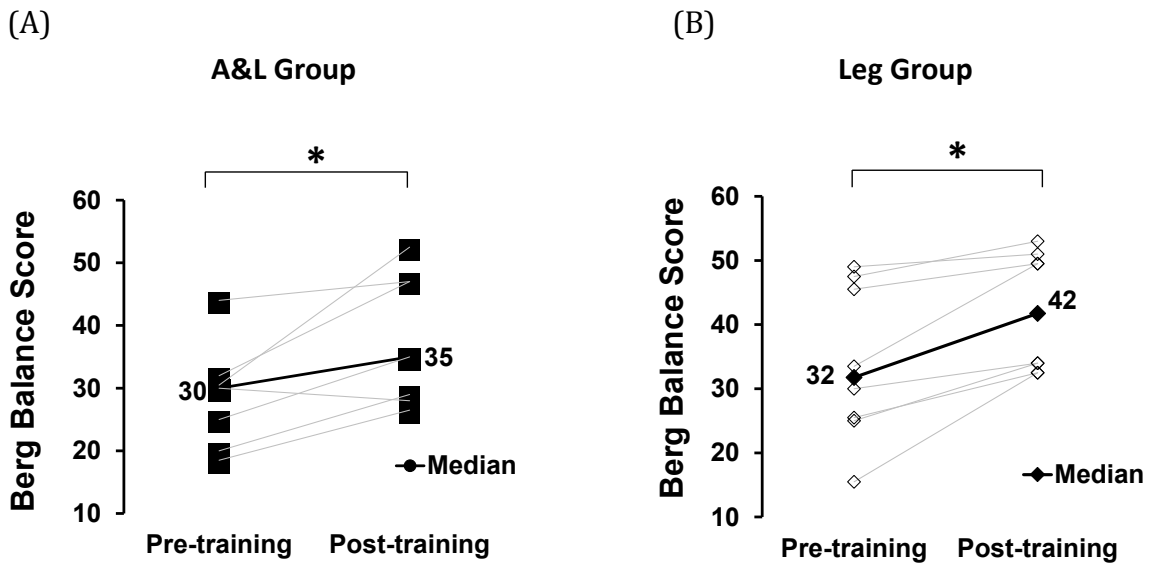 (A)
A&L Group
*
Berg Balance Score
60
50
40
30
20
10
30
35
Median
Pre-training Post-training
(B)
Leg Group
*
Berg Balance Score
60
50
40
30
20
10
32
42
Median
Pre-training Post-training